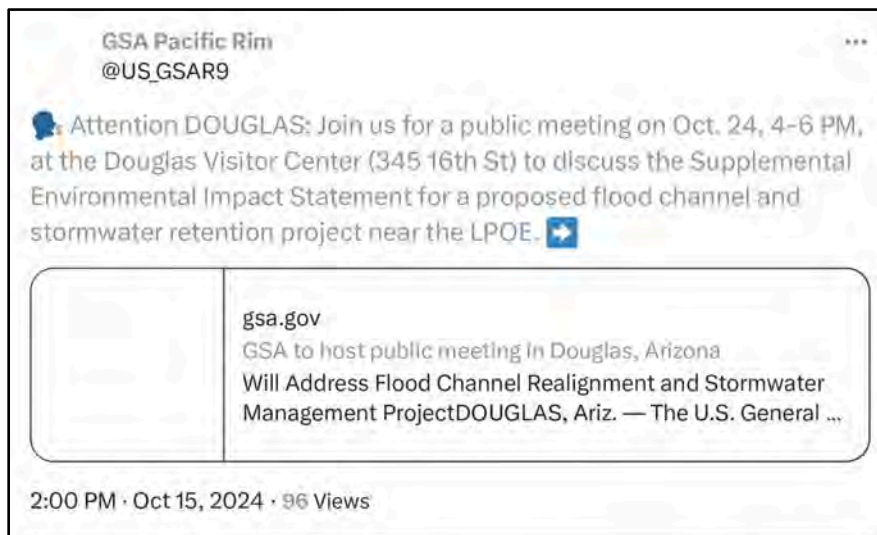 GSA Pacific Rim
@US_GSAR9
Attention DOUGLAS: Join us for a public meeting on Oct. 24, 4-6 PM,
at the Douglas Visitor Center (345 16th St) to discuss the Supplemental
Environmental Impact Statement for a proposed flood channel and
stormwater retention project near the LPOE.
gsa.gov
GSA to host public meeting in Douglas, Arizona
Will Address Flood Channel Realignment and Stormwater
Management ProjectDOUGLAS, Ariz. — The U.S. General ...
2:00 PM · Oct 15, 2024 · 96 Views